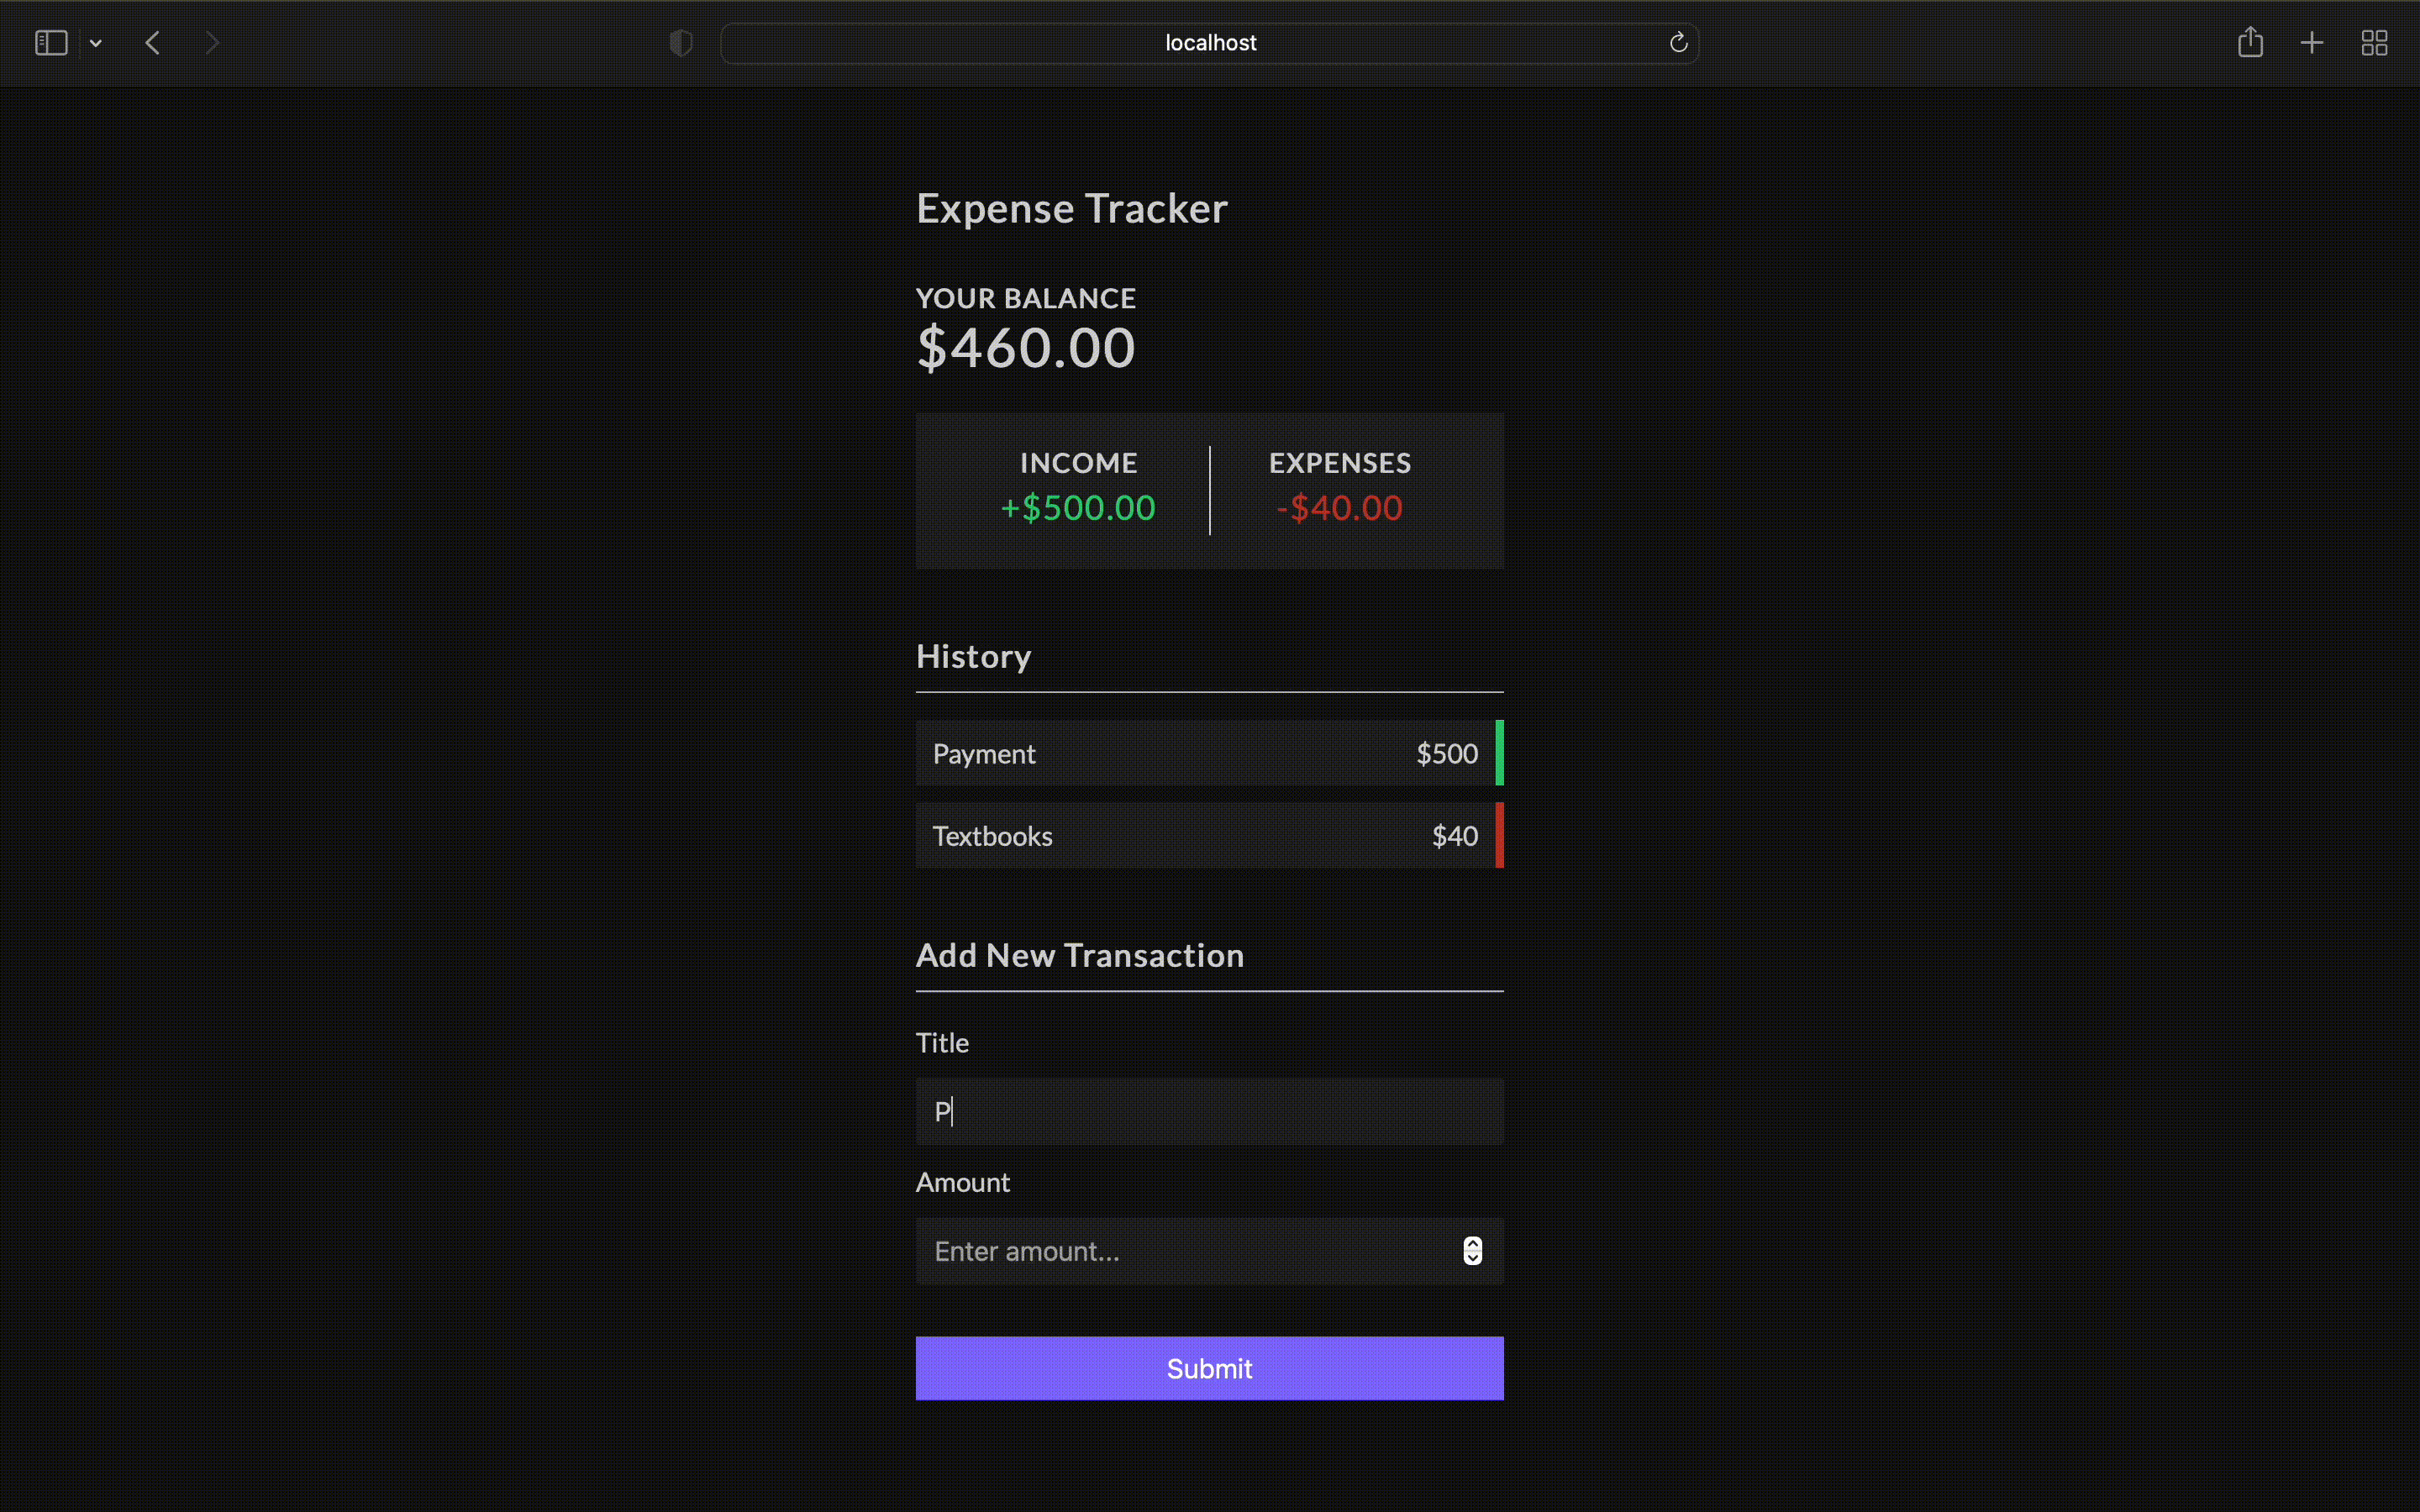 localhost
Expense Tracker
YOUR BALANCE
$460.00
INCOME EXPENSES
+$500.00 -$40.00
History
Payment $500
Textbooks $40
Add New Transaction
Title
P
Amount
Enter amount...
Submit